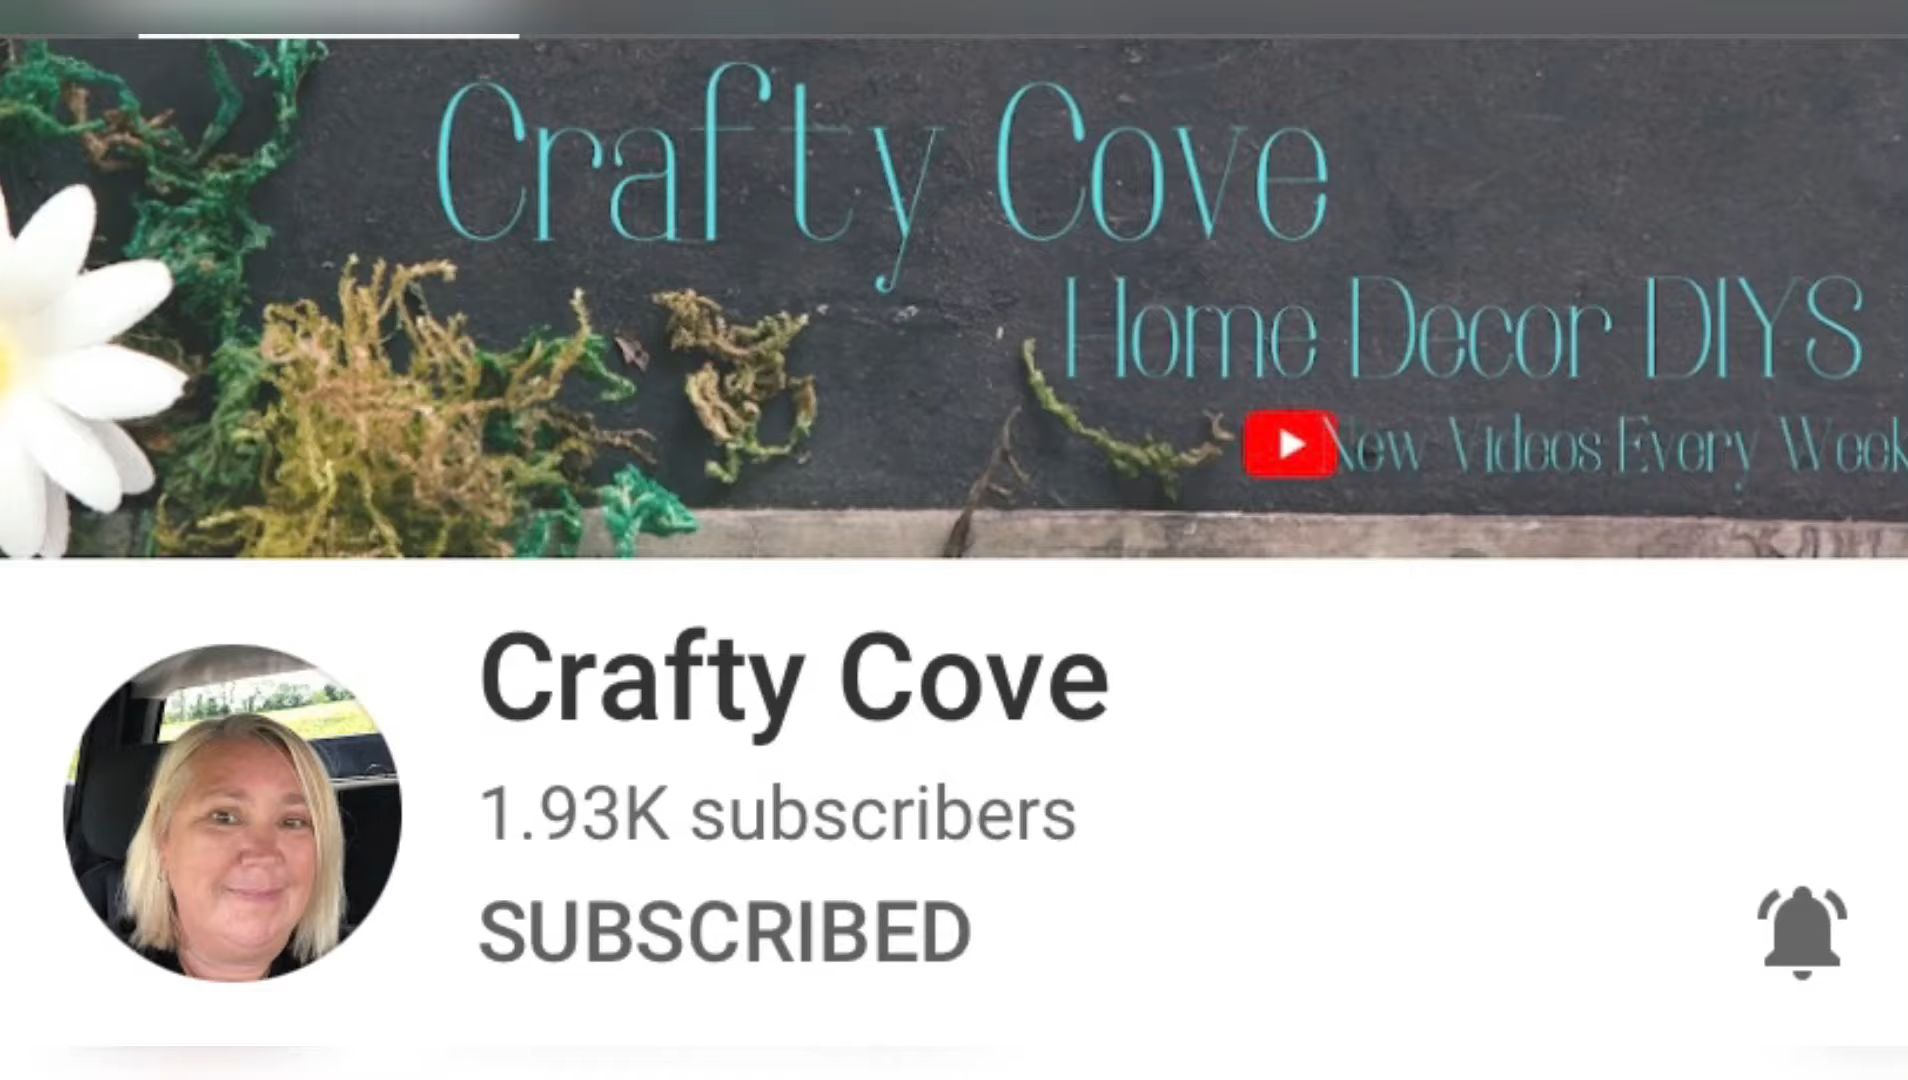 Crafty Cove
Home Decor DIYS
New Videos Every Week
Crafty Cove
1.93K subscribers
SUBSCRIBED